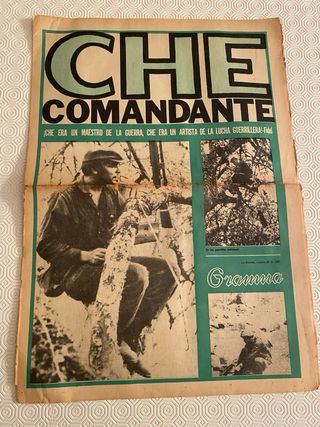 CHE
COMANDANTE
¡CHE ERA UN MAESTRO DE LA GUERRA, CHE ERA UN ARTISTA DE LA LUCHA GUERRILLERA!-Fidel
Granma